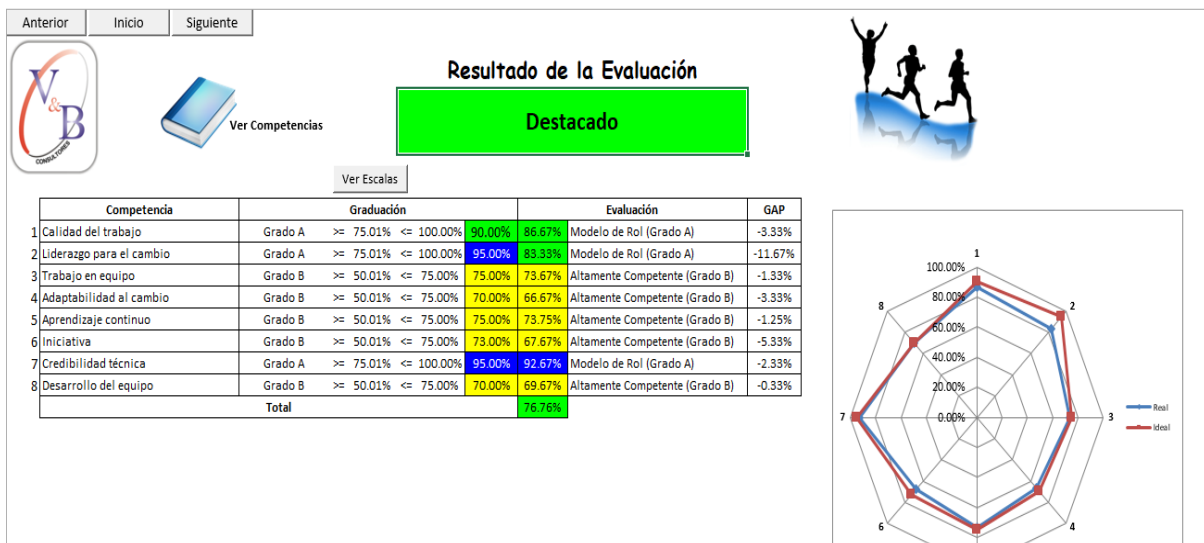 Anterior Inicio Siguiente
V&B
CONSULTORES
Ver Competencias
Resultado de la Evaluación
Destacado
Ver Escalas
Competencia Graduación Evaluación GAP
1 Calidad del trabajo Grado A >= 75.01% <= 100.00% 90.00% 86.67% Modelo de Rol (Grado A) -3.33%
2 Liderazgo para el cambio Grado A >= 75.01% <= 100.00% 95.00% 83.33% Modelo de Rol (Grado A) -11.67%
3 Trabajo en equipo Grado B >= 50.01% <= 75.00% 75.00% 73.67% Altamente Competente (Grado B) -1.33%
4 Adaptabilidad al cambio Grado B >= 50.01% <= 75.00% 70.00% 66.67% Altamente Competente (Grado B) -3.33%
5 Aprendizaje continuo Grado B >= 50.01% <= 75.00% 75.00% 73.75% Altamente Competente (Grado B) -1.25%
6 Iniciativa Grado B >= 50.01% <= 75.00% 73.00% 67.67% Altamente Competente (Grado B) -5.33%
7 Credibilidad técnica Grado A >= 75.01% <= 100.00% 95.00% 92.67% Modelo de Rol (Grado A) -2.33%
8 Desarrollo del equipo Grado B >= 50.01% <= 75.00% 70.00% 69.67% Altamente Competente (Grado B) -0.33%
Total 76.76%
1
100.00%
8 80.00% 2
60.00%
40.00%
20.00%
7 0.00% 3
Real
Ideal
6 4